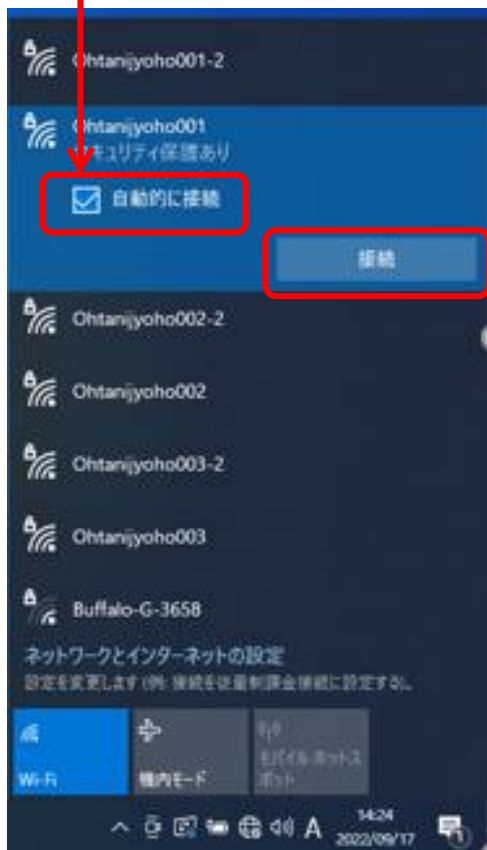 Ohtanijyoho001-2
Ohtanijyoho001
セキュリティ保護あり
自動的に接続
接続
Ohtanijyoho002-2
Ohtanijyoho002
Ohtanijyoho003-2
Ohtanijyoho003
Buffalo-G-3658
ネットワークとインターネットの設定
設定を変更します (例: 接続を従量制課金接続に設定する)。
Wi-Fi
機内モード
モバイル ホットス
ポット
A
14:24
2022/09/17
1